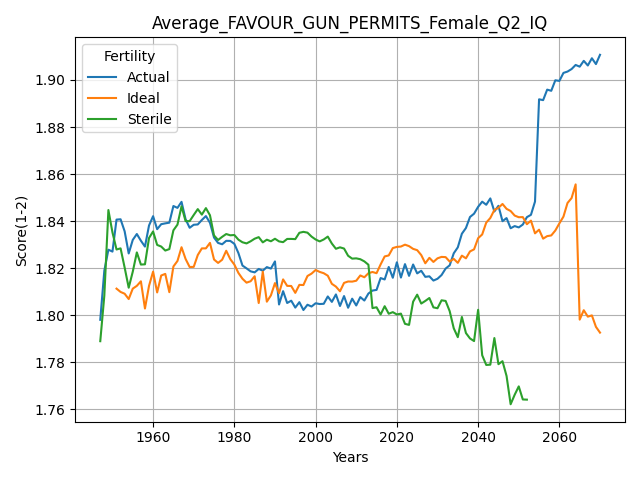 Average_FAVOUR_GUN_PERMITS_Female_Q2_IQ
Fertility
Actual
Ideal
Sterile
Score(1-2)
1.90
1.88
1.86
1.84
1.82
1.80
1.78
1.76
1960
1980
2000
2020
2040
2060
Years